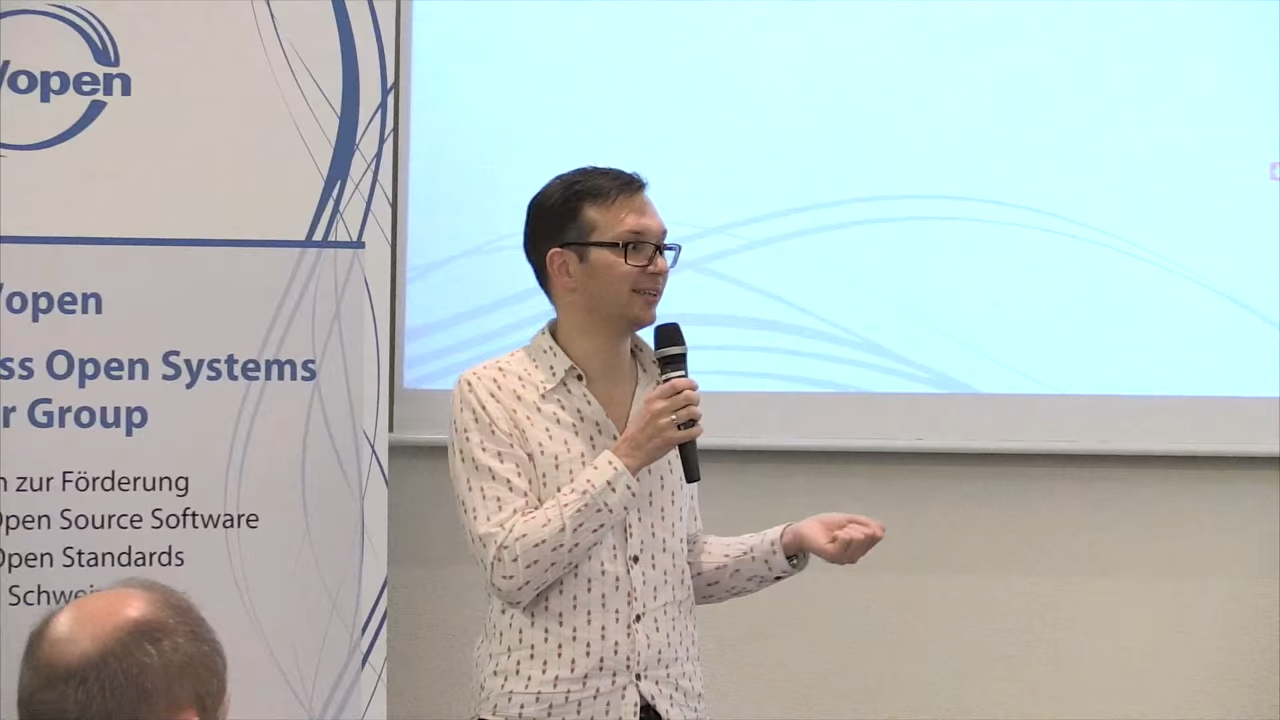 /open
/open
ss Open Systems
r Group
n zur Förderung
Open Source Software
Open Standards
Schwei